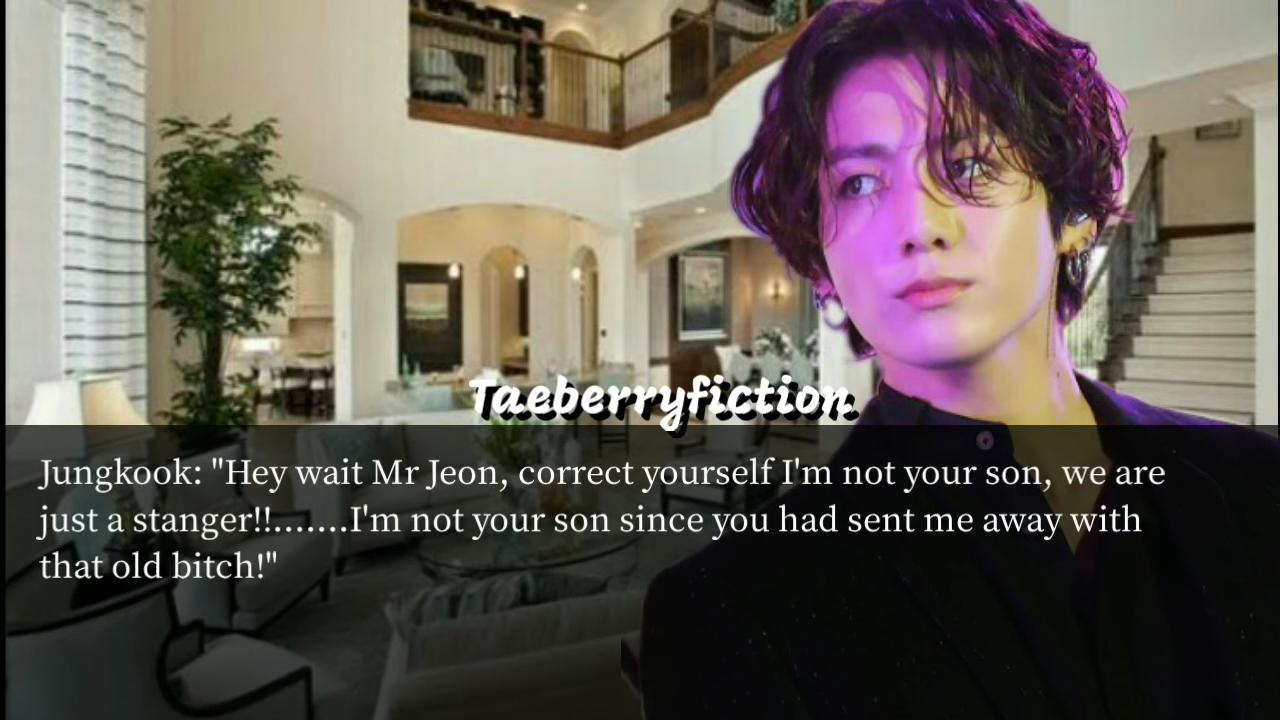 Taeberryfiction
Jungkook: "Hey wait Mr Jeon, correct yourself I'm not your son, we are
just a stanger!!.......I'm not your son since you had sent me away with
that old bitch!"